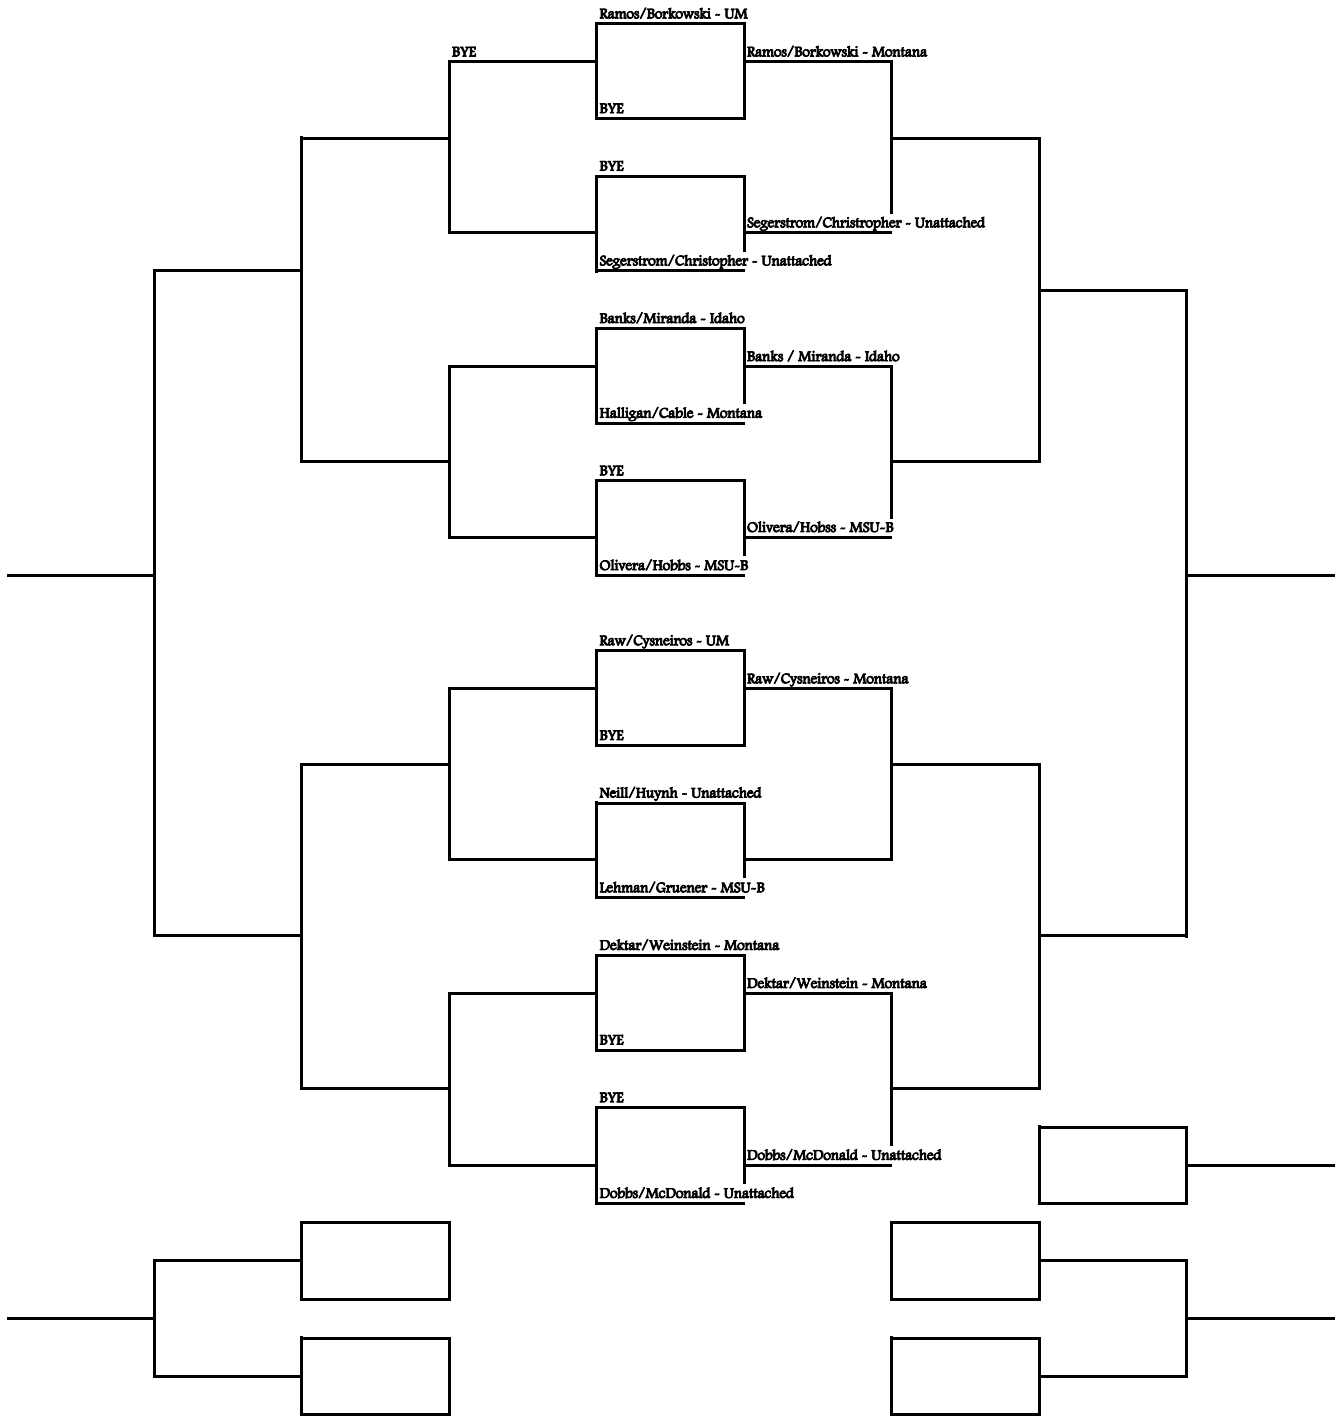 Ramos/Borkowski - UM
BYE
Ramos/Borkowski - Montana
BYE
BYE
Segerstrom/Christropher - Unattached
Segerstrom/Christopher - Unattached
Banks/Miranda - Idaho
Banks / Miranda - Idaho
Halligan/Cable - Montana
BYE
Olivera/Hobss - MSU-B
Olivera/Hobbs - MSU-B
Raw/Cysneiros - UM
Raw/Cysneiros - Montana
BYE
Neill/Huynh - Unattached
Lehman/Gruener - MSU-B
Dektar/Weinstein - Montana
Dektar/Weinstein - Montana
BYE
BYE
Dobbs/McDonald - Unattached
Dobbs/McDonald - Unattached